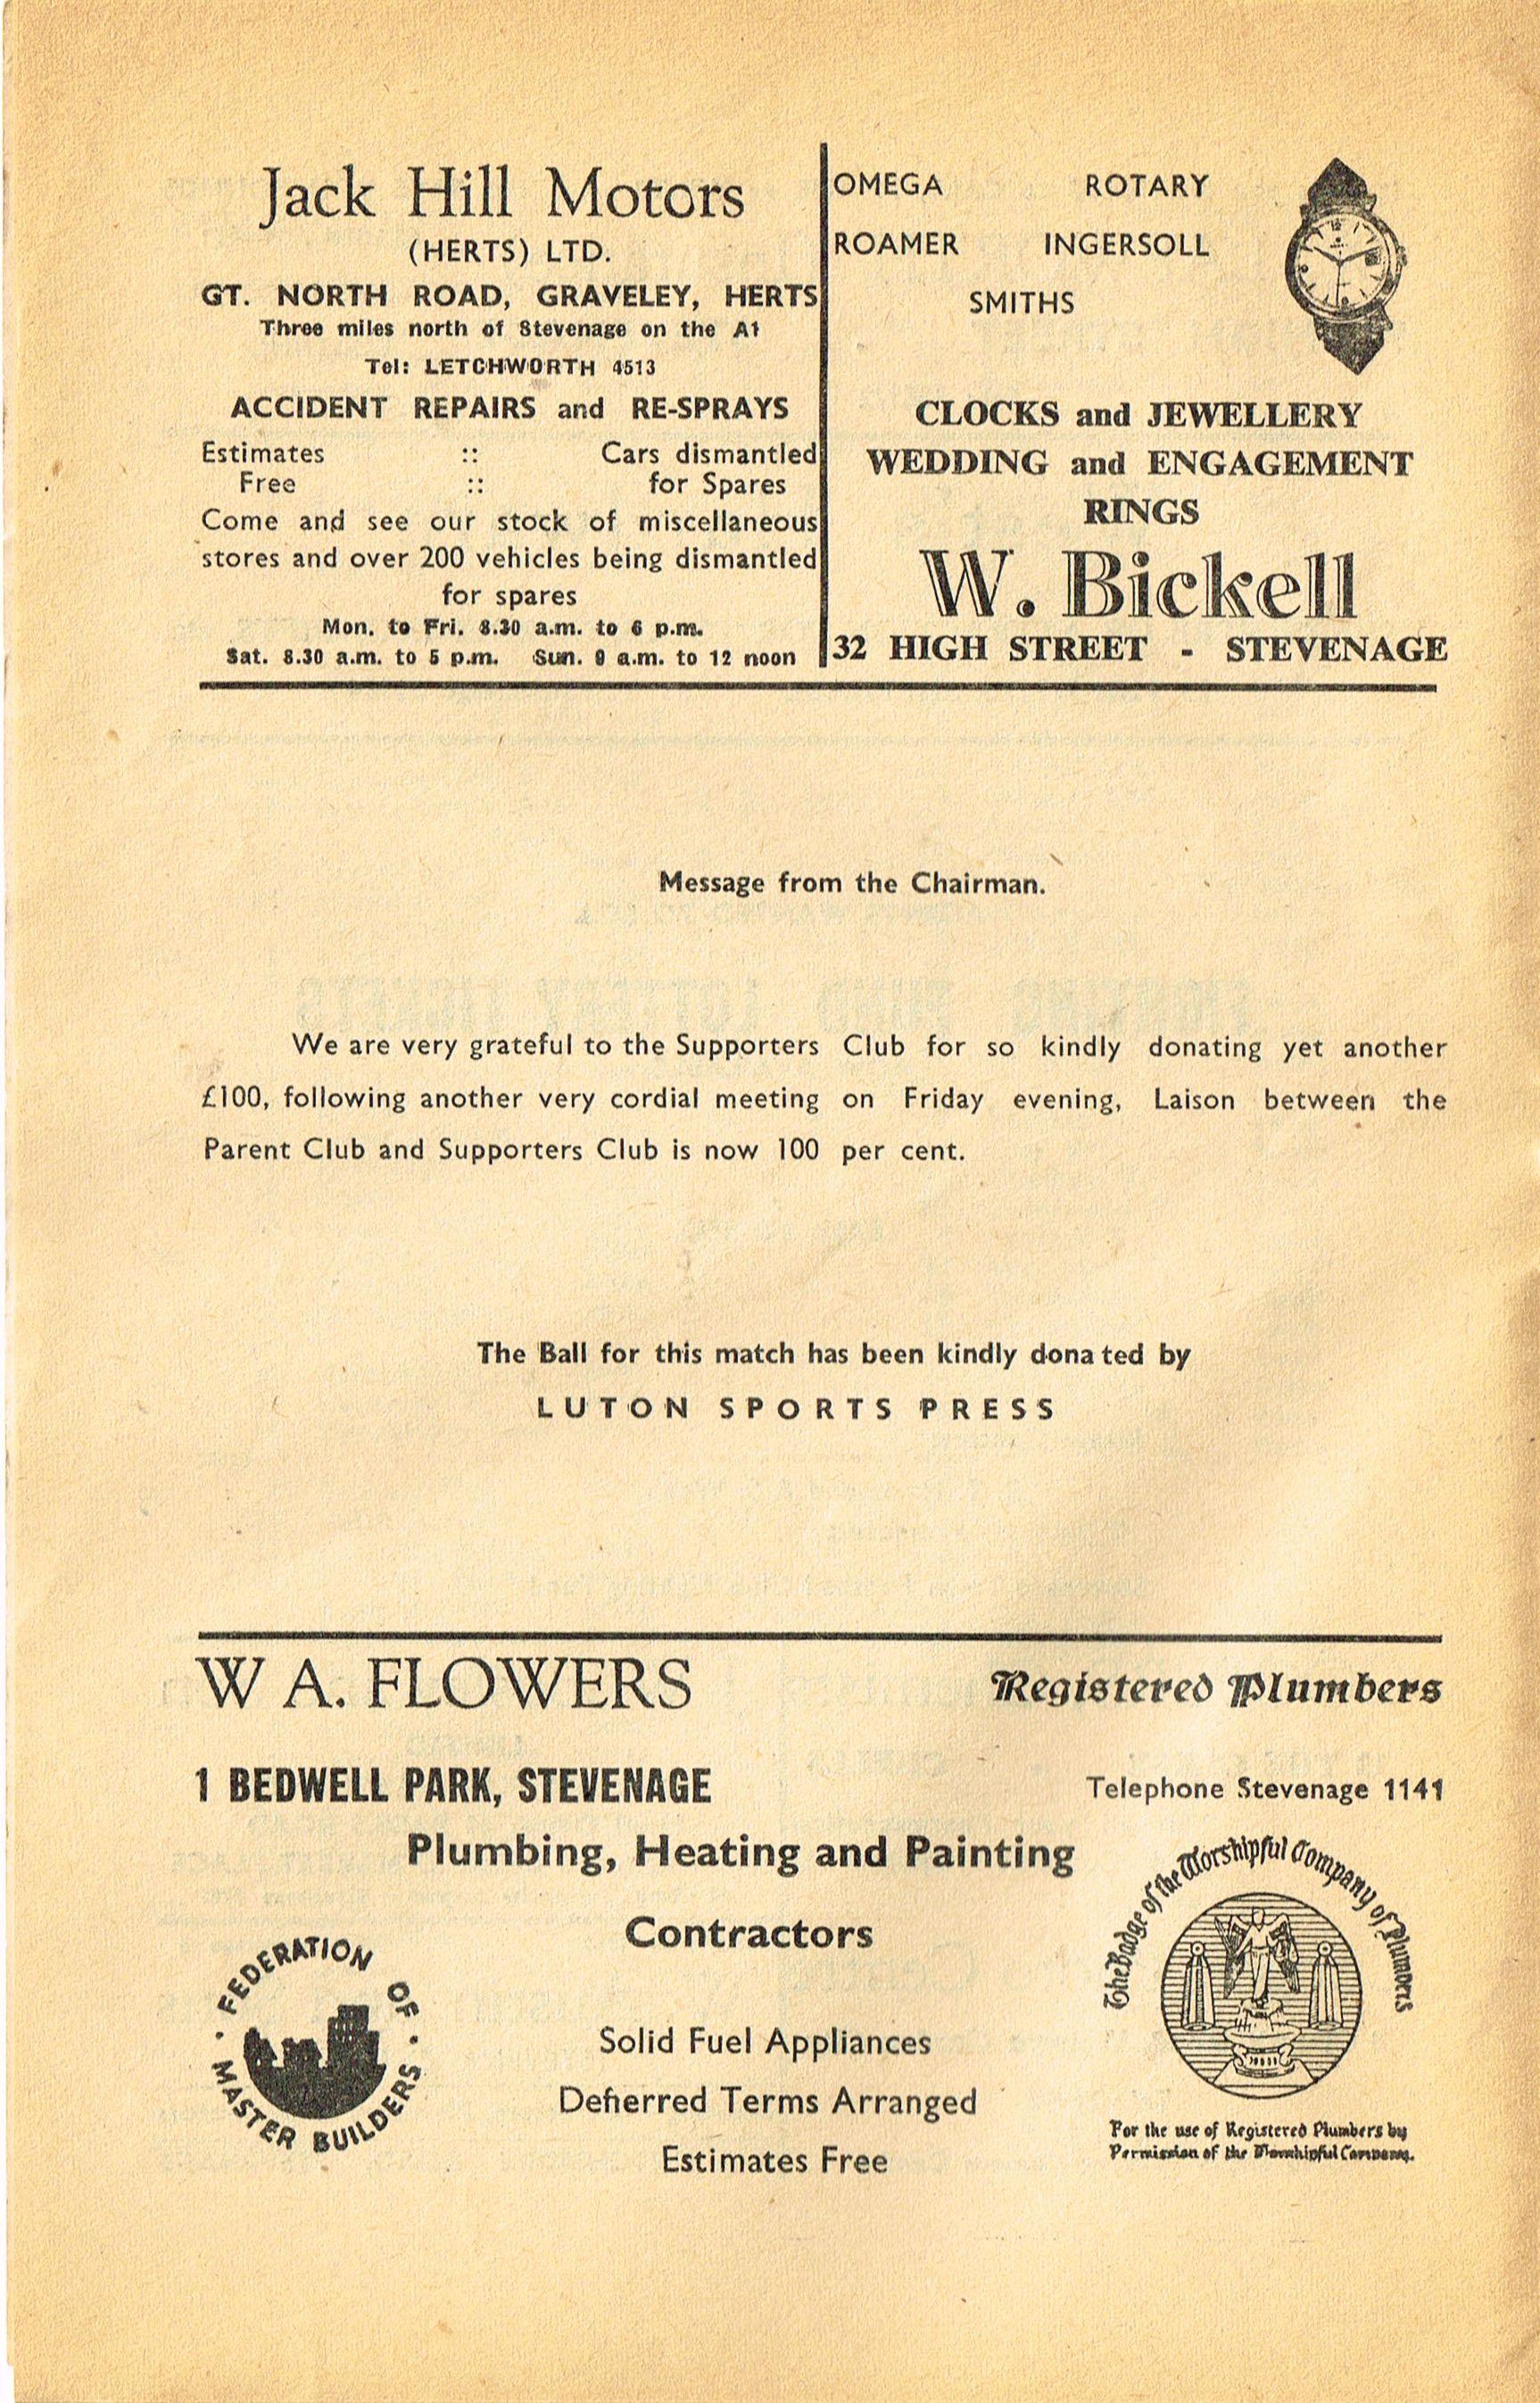 Jack Hill Motors
(HERTS) LTD.
GT. NORTH ROAD, GRAVELEY, HERTS
Three miles north of Stevenage on the A1
Tel: LETCHWORTH 4513
ACCIDENT REPAIRS and RE-SPRAYS
Estimates :: Cars dismantled
Free :: for Spares
Come and see our stock of miscellaneous
stores and over 200 vehicles being dismantled
for spares
Mon. to Fri. 8.30 a.m. to 6 p.m.
Sat. 8.30 a.m. to 5 p.m. Sun. 9 a.m. to 12 noon
OMEGA ROTARY
ROAMER INGERSOLL
SMITHS
CLOCKS and JEWELLERY
WEDDING and ENGAGEMENT
RINGS
W. Bickell
32 HIGH STREET - STEVENAGE
Message from the Chairman.
We are very grateful to the Supporters Club for so kindly donating yet another
£100, following another very cordial meeting on Friday evening, Laison between the
Parent Club and Supporters Club is now 100 per cent.
The Ball for this match has been kindly dona ted by
LUTON SPORTS PRESS
W A. FLOWERS Registered Plumbers
1 BEDWELL PARK, STEVENAGE Telephone Stevenage 1141
Plumbing, Heating and Painting
Contractors
Solid Fuel Appliances
Deferred Terms Arranged
Estimates Free
· FEDERATION OF ·
MASTER BUILDERS
The Badge of the Worshipful Company of Plumbers
For the use of Registered Plumbers by
Permission of the Worshipful Company.